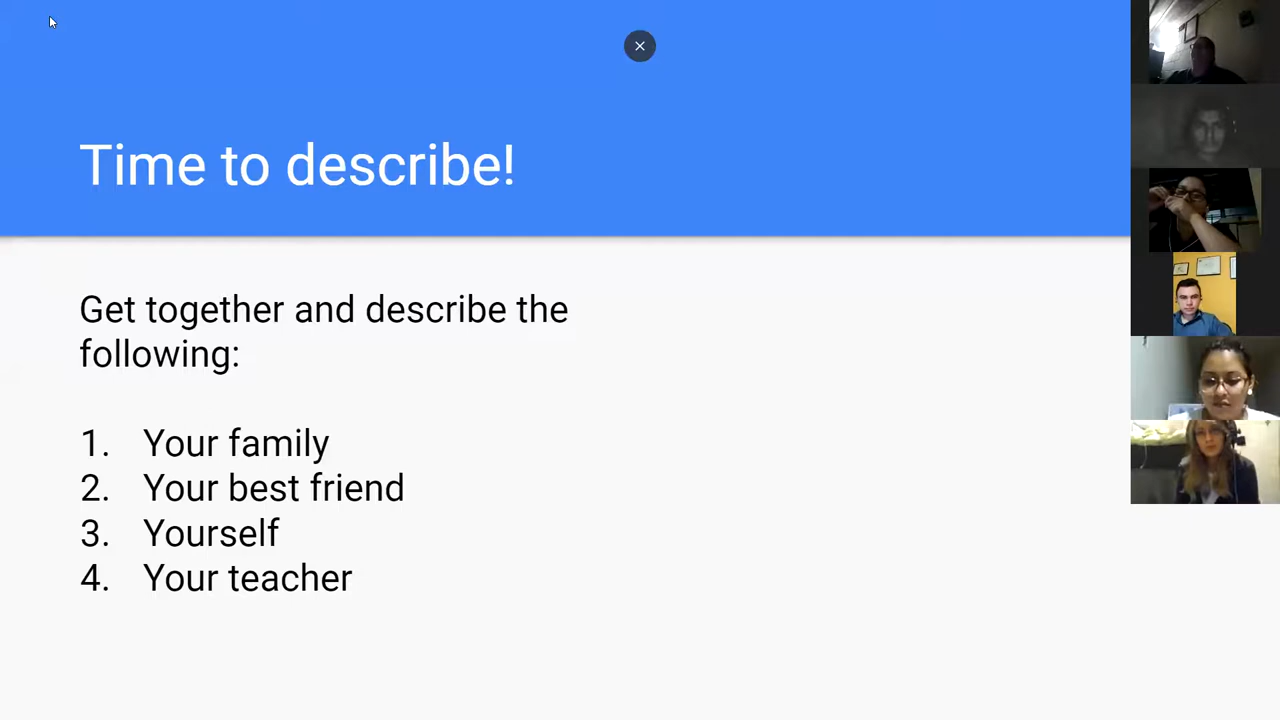 Time to describe!
Get together and describe the
following:
1. Your family
2. Your best friend
3. Yourself
4. Your teacher